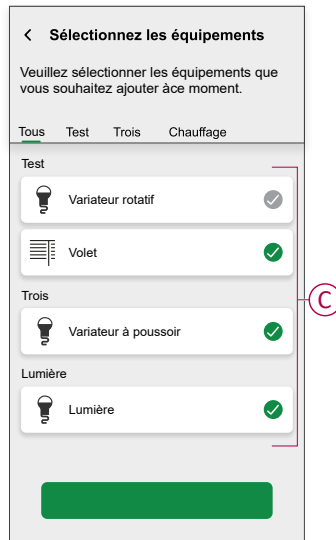 Sélectionnez les équipements
Veuillez sélectionner les équipements que
vous souhaitez ajouter àce moment.
Tous Test Trois Chauffage
Test
Variateur rotatif
Volet
Trois
Variateur à poussoir
Lumière
Lumière
C